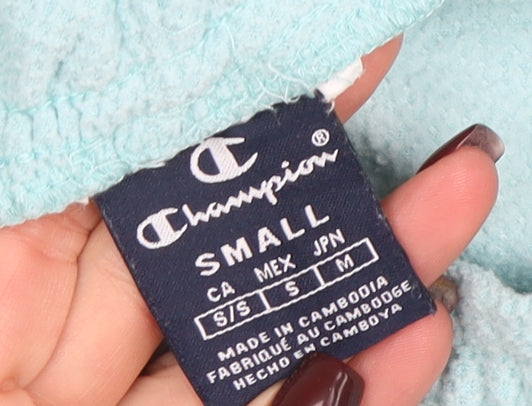 C
Champion®
SMALL
CA MEX JPN
S/S S M
MADE IN CAMBODIA
FABRIQUÉ AU CAMBODGE
HECHO EN CAMBOYA